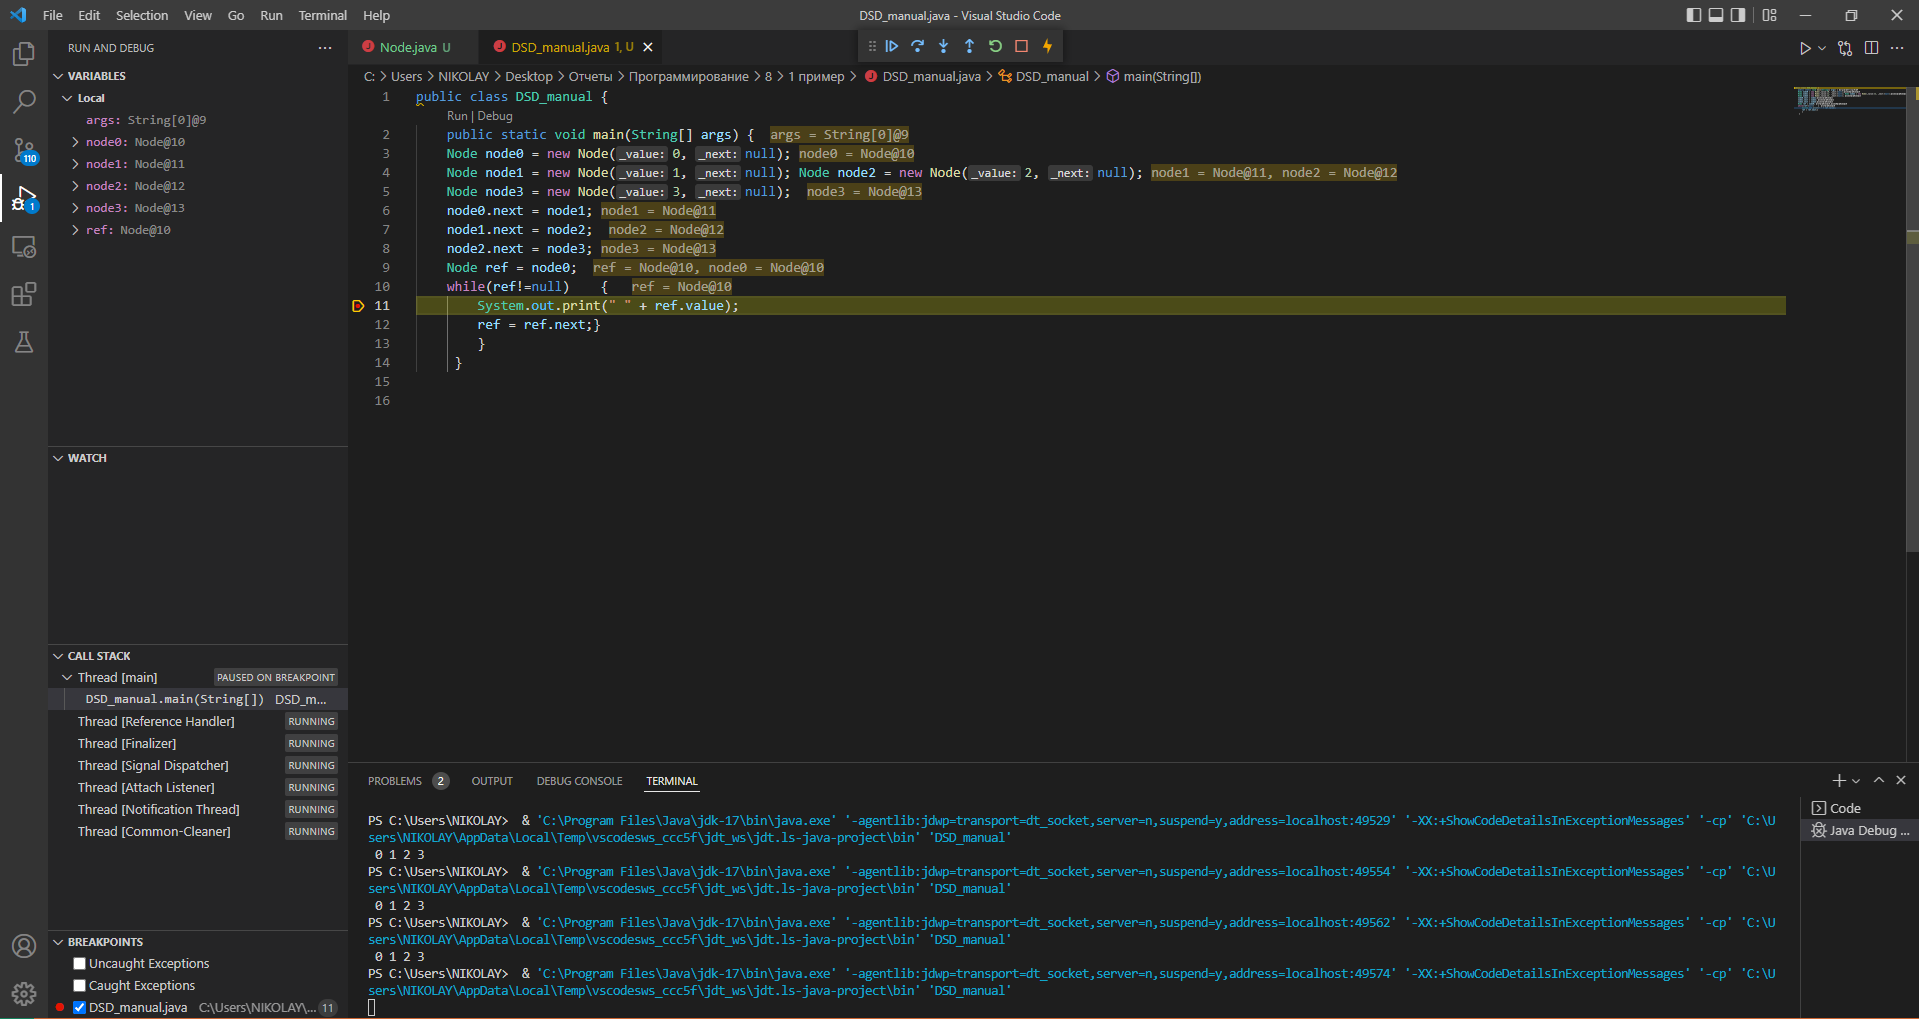 File Edit Selection View Go Run Terminal Help
DSD_manual.java - Visual Studio Code
RUN AND DEBUG
VARIABLES
Local
args: String[0]@9
node0: Node@10
node1: Node@11
node2: Node@12
node3: Node@13
ref: Node@10
WATCH
CALL STACK
Thread [main] PAUSED ON BREAKPOINT
DSD_manual.main(String[]) DSD_m...
Thread [Reference Handler] RUNNING
Thread [Finalizer] RUNNING
Thread [Signal Dispatcher] RUNNING
Thread [Attach Listener] RUNNING
Thread [Notification Thread] RUNNING
Thread [Common-Cleaner] RUNNING
BREAKPOINTS
Uncaught Exceptions
Caught Exceptions
DSD_manual.java C:\Users\NIKOLAY\... 11
110
1
Node.java U DSD_manual.java 1, U
C: > Users > NIKOLAY > Desktop > Отчеты > Программирование > 8 > 1 пример > DSD_manual.java > DSD_manual > main(String[])
1 public class DSD_manual {
Run | Debug
2 public static void main(String[] args) { args = String[0]@9
3 Node node0 = new Node(_value: 0, _next: null); node0 = Node@10
4 Node node1 = new Node(_value: 1, _next: null); Node node2 = new Node(_value: 2, _next: null); node1 = Node@11, node2 = Node@12
5 Node node3 = new Node(_value: 3, _next: null); node3 = Node@13
6 node0.next = node1; node1 = Node@11
7 node1.next = node2; node2 = Node@12
8 node2.next = node3; node3 = Node@13
9 Node ref = node0; ref = Node@10, node0 = Node@10
10 while(ref!=null) { ref = Node@10
11 System.out.print(" " + ref.value);
12 ref = ref.next;}
13 }
14 }
15
16
PROBLEMS 2 OUTPUT DEBUG CONSOLE TERMINAL
PS C:\Users\NIKOLAY> & 'C:\Program Files\Java\jdk-17\bin\java.exe' '-agentlib:jdwp=transport=dt_socket,server=n,suspend=y,address=localhost:49529' '-XX:+ShowCodeDetailsInExceptionMessages' '-cp' 'C:\U
sers\NIKOLAY\AppData\Local\Temp\vscodesws_ccc5f\jdt_ws\jdt.ls-java-project\bin' 'DSD_manual'
0 1 2 3
PS C:\Users\NIKOLAY> & 'C:\Program Files\Java\jdk-17\bin\java.exe' '-agentlib:jdwp=transport=dt_socket,server=n,suspend=y,address=localhost:49554' '-XX:+ShowCodeDetailsInExceptionMessages' '-cp' 'C:\U
sers\NIKOLAY\AppData\Local\Temp\vscodesws_ccc5f\jdt_ws\jdt.ls-java-project\bin' 'DSD_manual'
0 1 2 3
PS C:\Users\NIKOLAY> & 'C:\Program Files\Java\jdk-17\bin\java.exe' '-agentlib:jdwp=transport=dt_socket,server=n,suspend=y,address=localhost:49562' '-XX:+ShowCodeDetailsInExceptionMessages' '-cp' 'C:\U
sers\NIKOLAY\AppData\Local\Temp\vscodesws_ccc5f\jdt_ws\jdt.ls-java-project\bin' 'DSD_manual'
0 1 2 3
PS C:\Users\NIKOLAY> & 'C:\Program Files\Java\jdk-17\bin\java.exe' '-agentlib:jdwp=transport=dt_socket,server=n,suspend=y,address=localhost:49574' '-XX:+ShowCodeDetailsInExceptionMessages' '-cp' 'C:\U
sers\NIKOLAY\AppData\Local\Temp\vscodesws_ccc5f\jdt_ws\jdt.ls-java-project\bin' 'DSD_manual'
Code
Java Debug ...